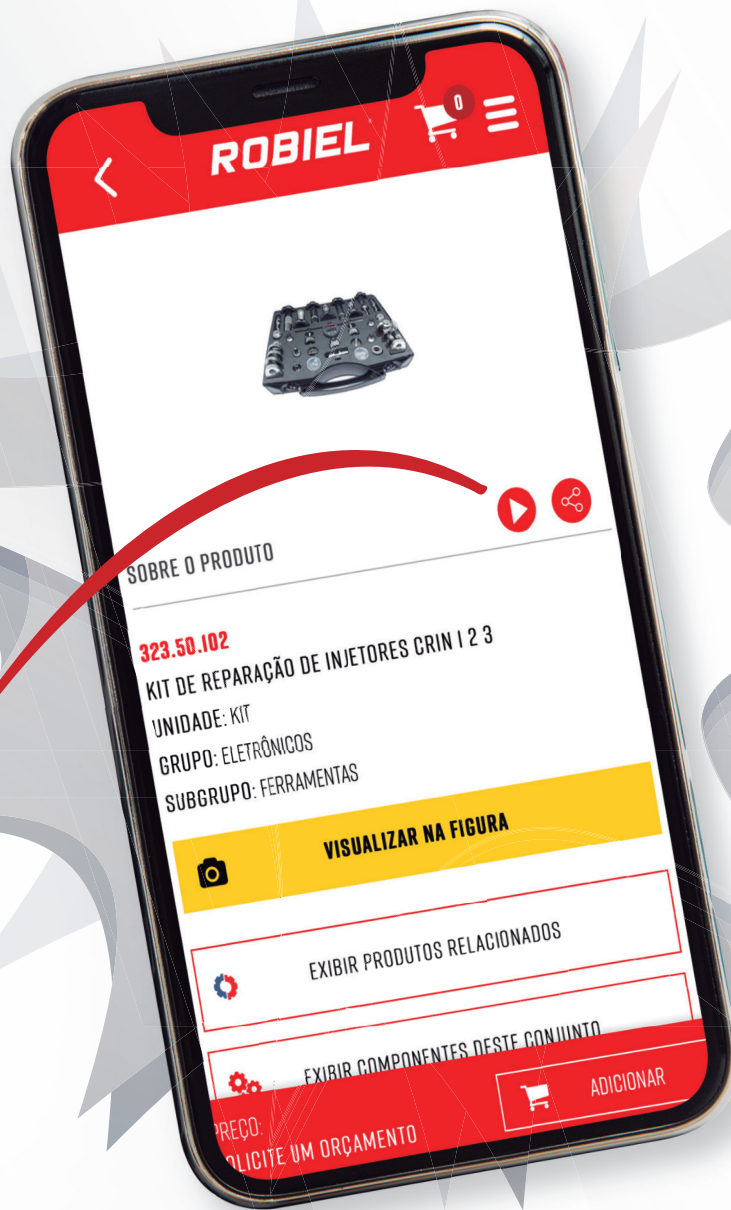 ROBIEL
0
SOBRE O PRODUTO
323.50.102
KIT DE REPARAÇÃO DE INJETORES CRIN 1 2 3
UNIDADE: KIT
GRUPO: ELETRÔNICOS
SUBGRUPO: FERRAMENTAS
VISUALIZAR NA FIGURA
EXIBIR PRODUTOS RELACIONADOS
EXIBIR COMPONENTES DESTE CONJUNTO
PREÇO:
SOLICITE UM ORÇAMENTO
ADICIONAR